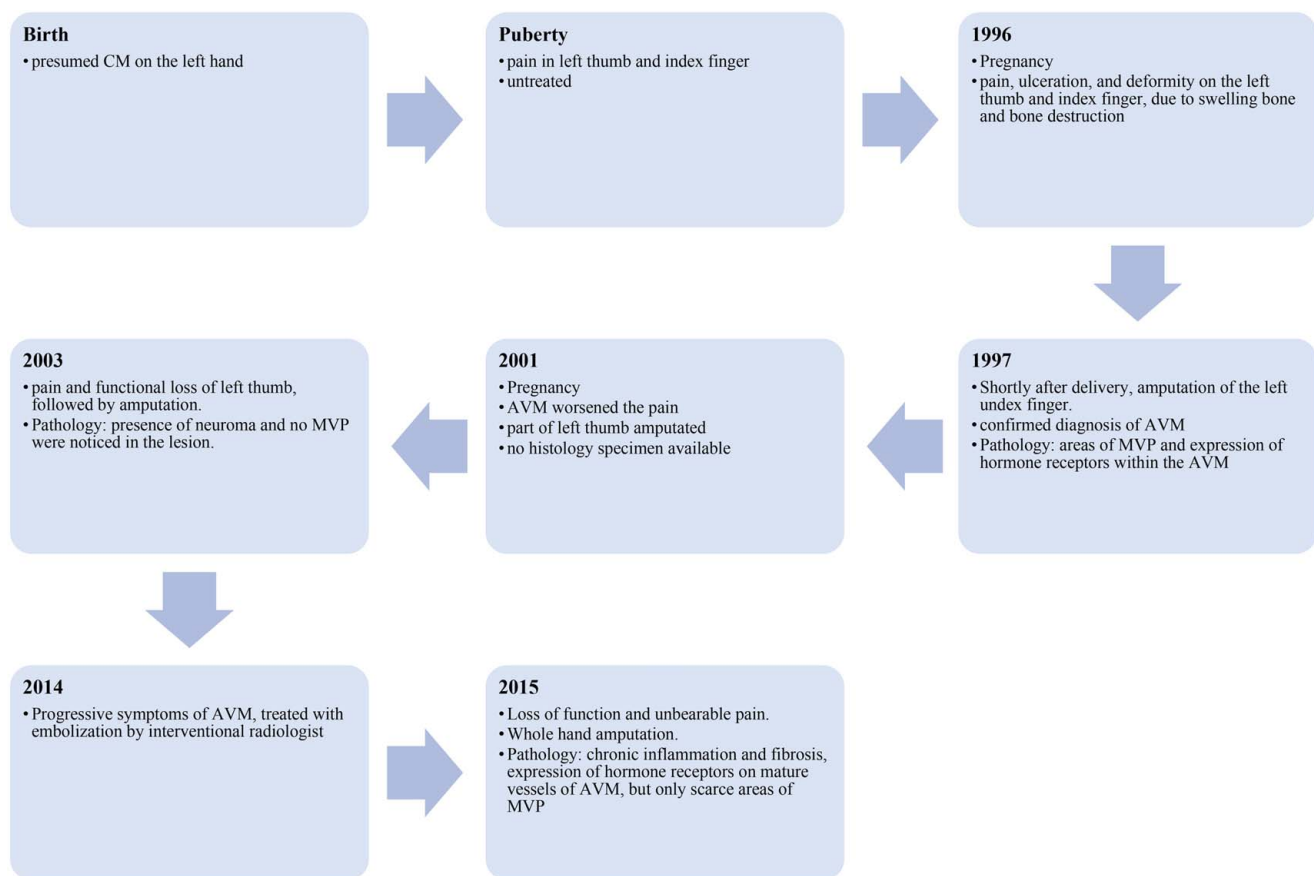 Birth
• presumed CM on the left hand
Puberty
• pain in left thumb and index finger
• untreated
1996
• Pregnancy
• pain, ulceration, and deformity on the left
thumb and index finger, due to swelling bone
and bone destruction
1997
• Shortly after delivery, amputation of the left
undex finger.
• confirmed diagnosis of AVM
• Pathology: areas of MVP and expression of
hormone receptors within the AVM
2001
• Pregnancy
• AVM worsened the pain
• part of left thumb amputated
• no histology specimen available
2003
• pain and functional loss of left thumb,
followed by amputation.
• Pathology: presence of neuroma and no MVP
were noticed in the lesion.
2014
• Progressive symptoms of AVM, treated with
embolization by interventional radiologist
2015
• Loss of function and unbearable pain.
• Whole hand amputation.
• Pathology: chronic inflammation and fibrosis,
expression of hormone receptors on mature
vessels of AVM, but only scarce areas of
MVP